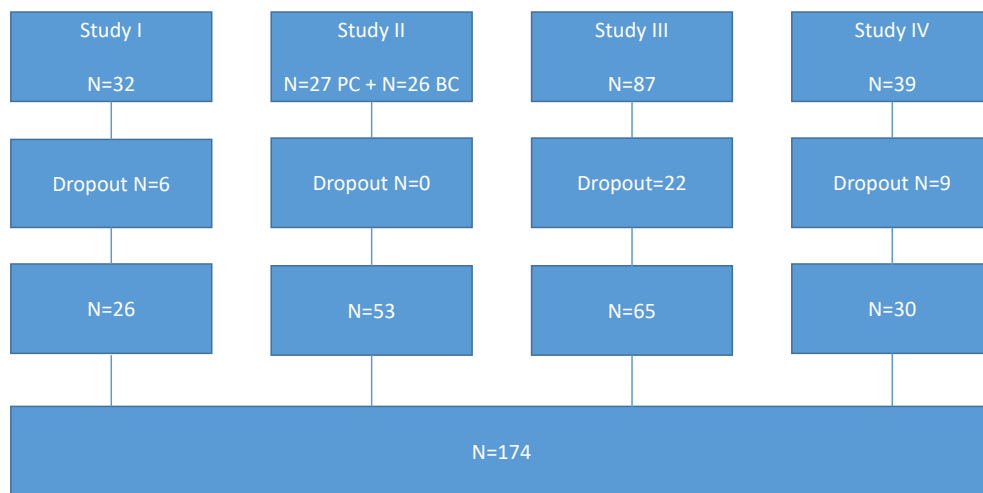 Study I
N=32
Study II
N=27 PC + N=26 BC
Study III
N=87
Study IV
N=39
Dropout N=6
Dropout N=0
Dropout=22
Dropout N=9
N=26
N=53
N=65
N=30
N=174